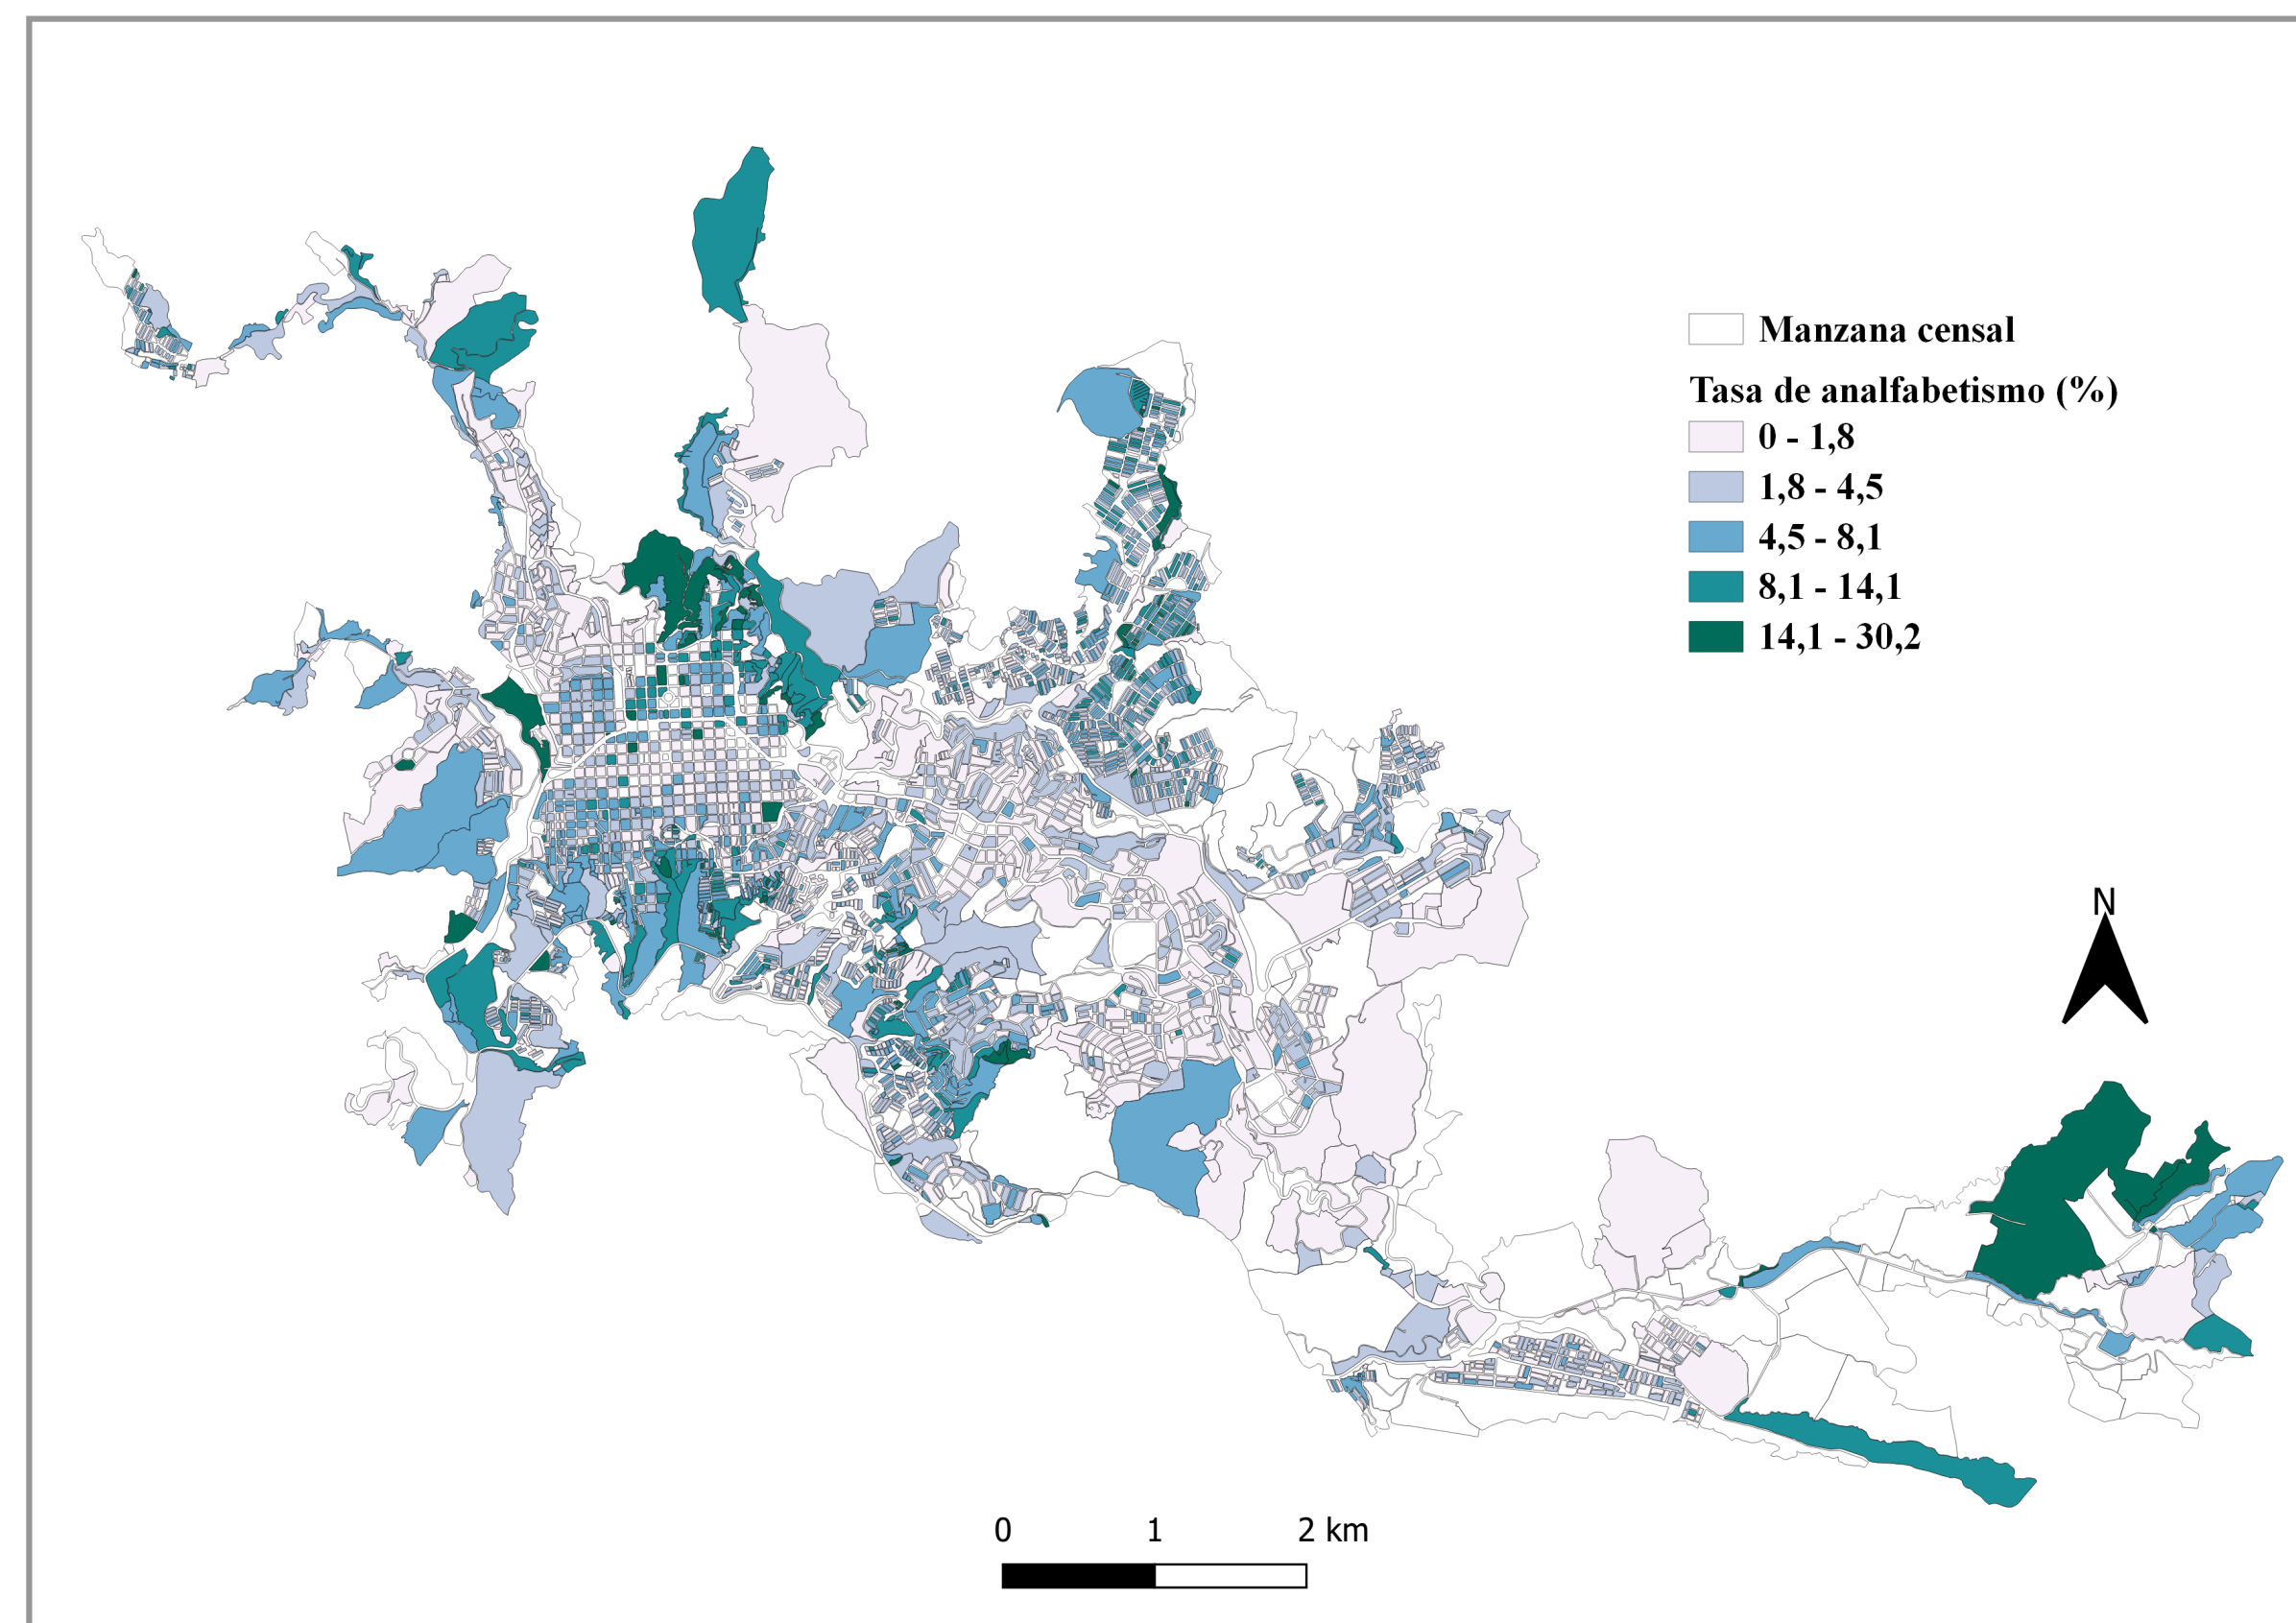 Manzana censal
Tasa de analfabetismo (%)
0 - 1,8
1,8 - 4,5
4,5 - 8,1
8,1 - 14,1
14,1 - 30,2
N
0 1 2 km